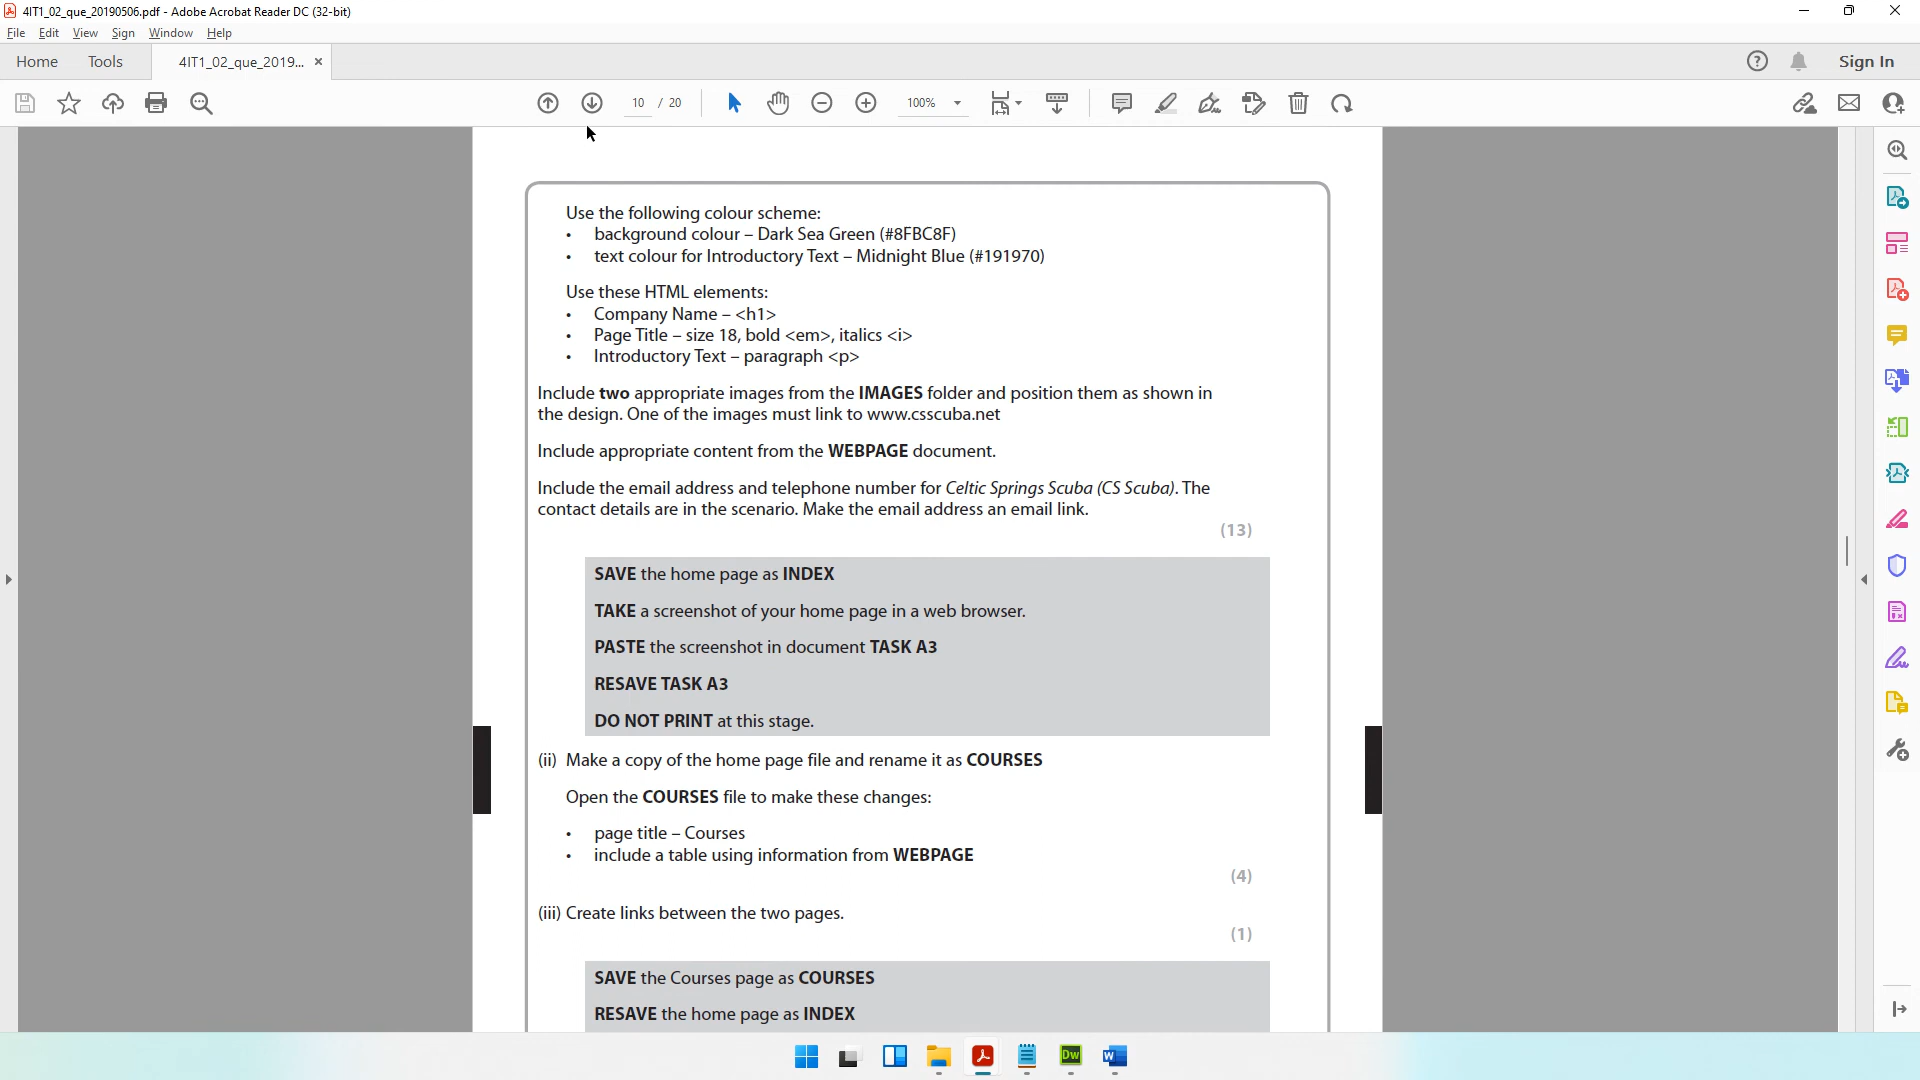 4IT1_02_que_20190506.pdf - Adobe Acrobat Reader DC (32-bit)
File Edit View Sign Window Help
Home Tools 4IT1_02_que_2019... × Sign In
10 / 20 100%
Use the following colour scheme:
• background colour – Dark Sea Green (#8FBC8F)
• text colour for Introductory Text – Midnight Blue (#191970)
Use these HTML elements:
• Company Name – <h1>
• Page Title – size 18, bold <em>, italics <i>
• Introductory Text – paragraph <p>
Include two appropriate images from the IMAGES folder and position them as shown in
the design. One of the images must link to www.csscuba.net
Include appropriate content from the WEBPAGE document.
Include the email address and telephone number for Celtic Springs Scuba (CS Scuba). The
contact details are in the scenario. Make the email address an email link.
(13)
SAVE the home page as INDEX
TAKE a screenshot of your home page in a web browser.
PASTE the screenshot in document TASK A3
RESAVE TASK A3
DO NOT PRINT at this stage.
(ii) Make a copy of the home page file and rename it as COURSES
Open the COURSES file to make these changes:
• page title – Courses
• include a table using information from WEBPAGE
(4)
(iii) Create links between the two pages.
(1)
SAVE the Courses page as COURSES
RESAVE the home page as INDEX
Dw W